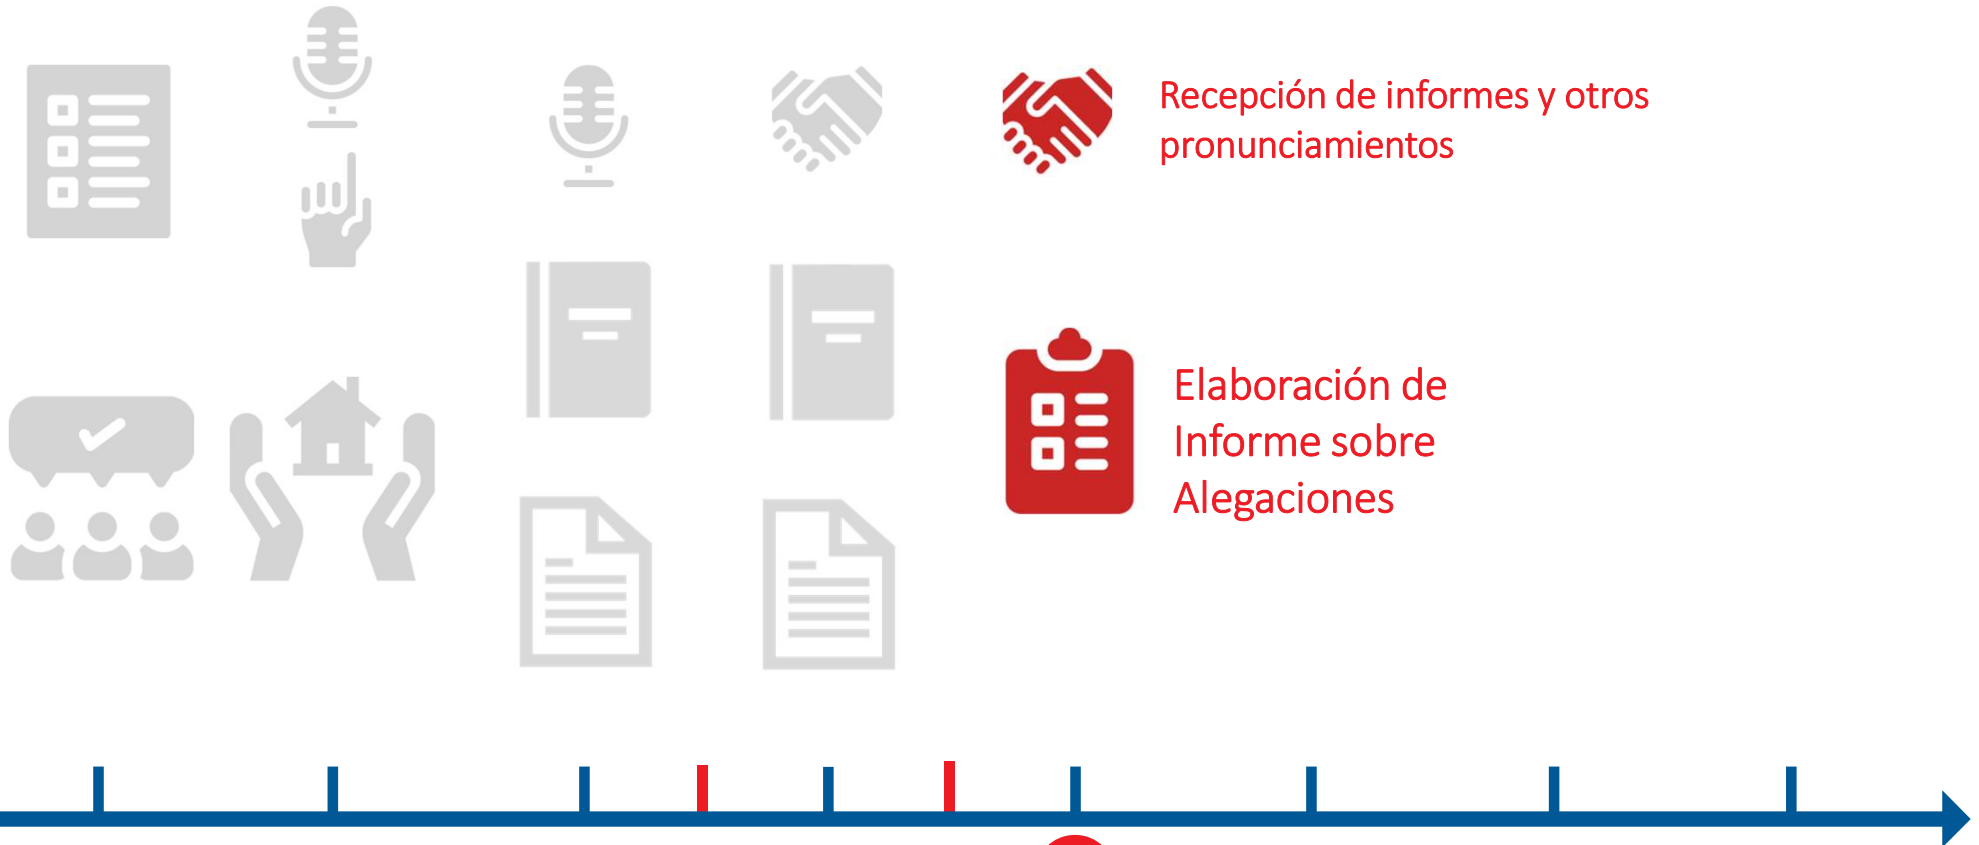 Recepción de informes y otros
pronunciamientos
Elaboración de
Informe sobre
Alegaciones